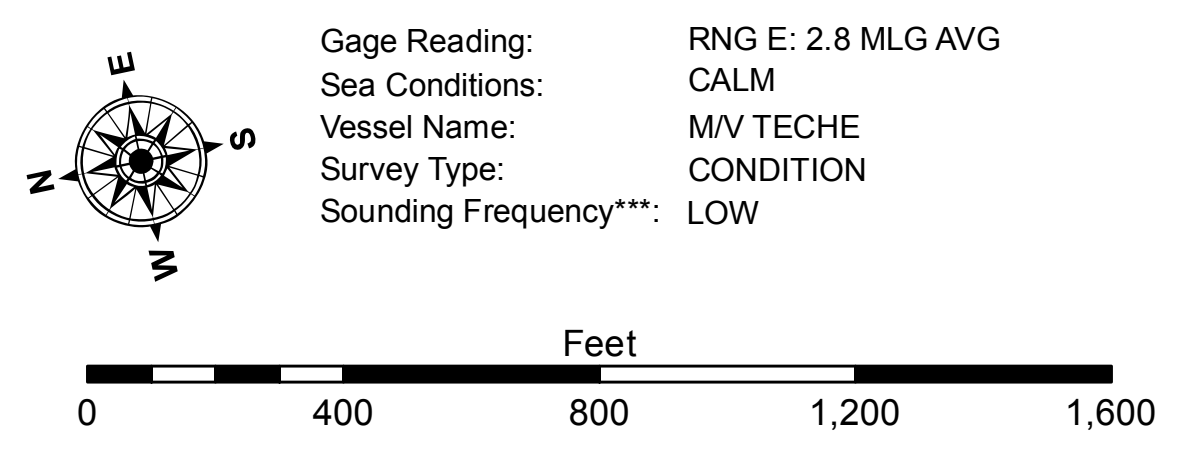 E
S
N
W
Gage Reading: RNG E: 2.8 MLG AVG
Sea Conditions: CALM
Vessel Name: M/V TECHE
Survey Type: CONDITION
Sounding Frequency***: LOW
Feet
0 400 800 1,200 1,600